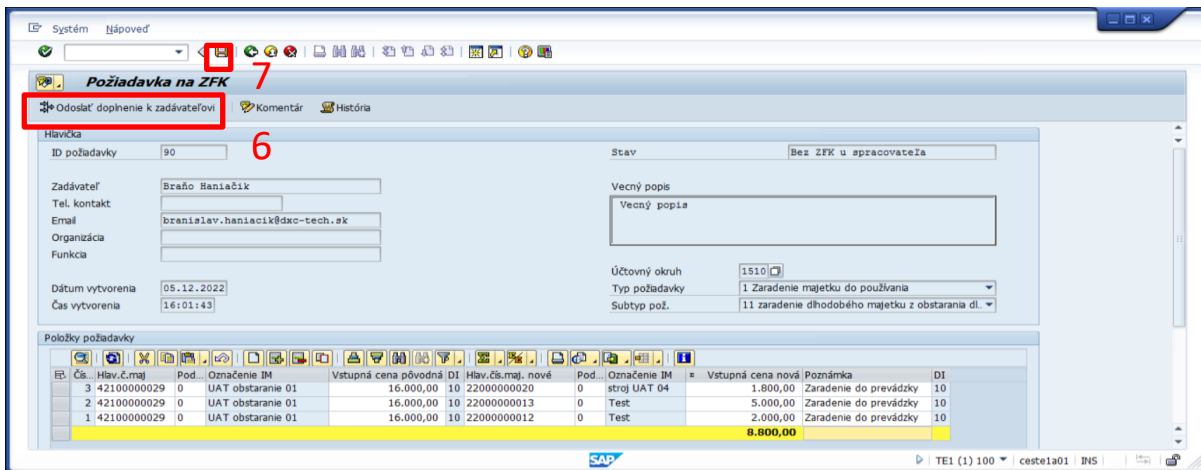 Systém Nápoveď
7
Požiadavka na ZFK
Odoslať doplnenie k zadávateľovi Komentár História
6
Hlavička
ID požiadavky 90 Stav Bez ZFK u spracovateľa
Zadávateľ Braňo Haniačik Vecný popis
Tel. kontakt Vecný popis
Email branislav.haniacik@dxc-tech.sk
Organizácia
Funkcia
Účtovný okruh 1510
Dátum vytvorenia 05.12.2022 Typ požiadavky 1 Zaradenie majetku do používania
Čas vytvorenia 16:01:43 Subtyp pož. 11 zaradenie dlhodobého majetku z obstarania dl..
Položky požiadavky
Čís... Hlav.č.maj Pod... Označenie IM Vstupná cena pôvodná DI Hlav.čís.maj. nové Pod... Označenie IM Vstupná cena nová Poznámka DI
3 42100000029 0 UAT obstaranie 01 16.000,00 10 22000000020 0 stroj UAT 04 1.800,00 Zaradenie do prevádzky 10
2 42100000029 0 UAT obstaranie 01 16.000,00 10 22000000013 0 Test 5.000,00 Zaradenie do prevádzky 10
1 42100000029 0 UAT obstaranie 01 16.000,00 10 22000000012 0 Test 2.000,00 Zaradenie do prevádzky 10
8.800,00
SAP TE1 (1) 100 ceste1a01 INS